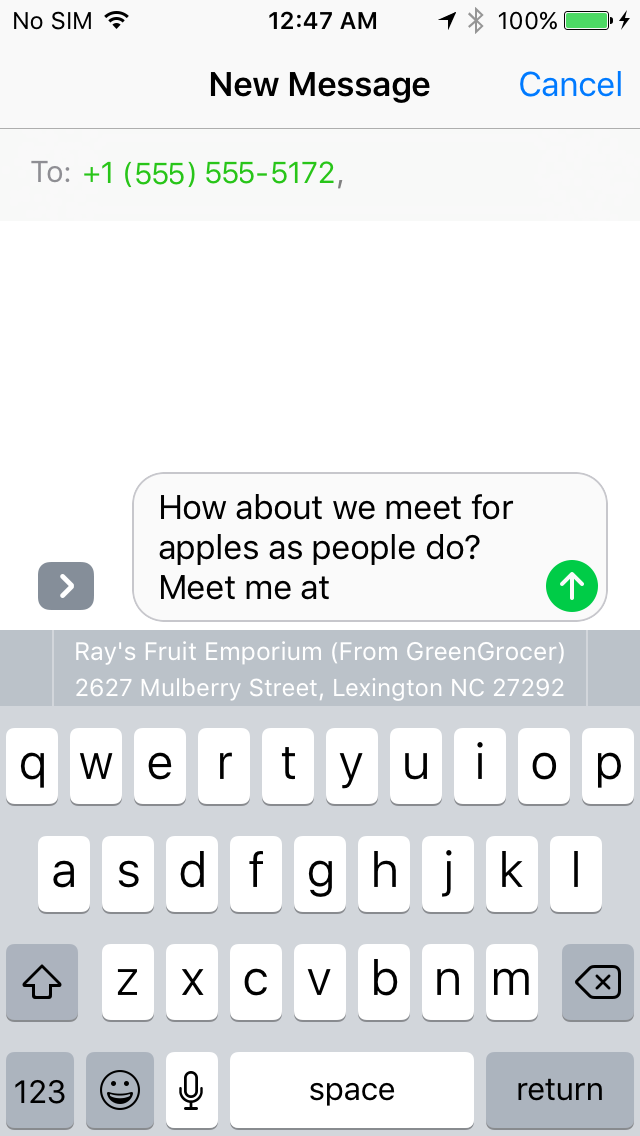 No SIM 12:47 AM 100%
New Message Cancel
To: +1 (555) 555-5172,
How about we meet for
apples as people do?
Meet me at
Ray's Fruit Emporium (From GreenGrocer)
2627 Mulberry Street, Lexington NC 27292
q w e r t y u i o p
a s d f g h j k l
z x c v b n m
123 space return